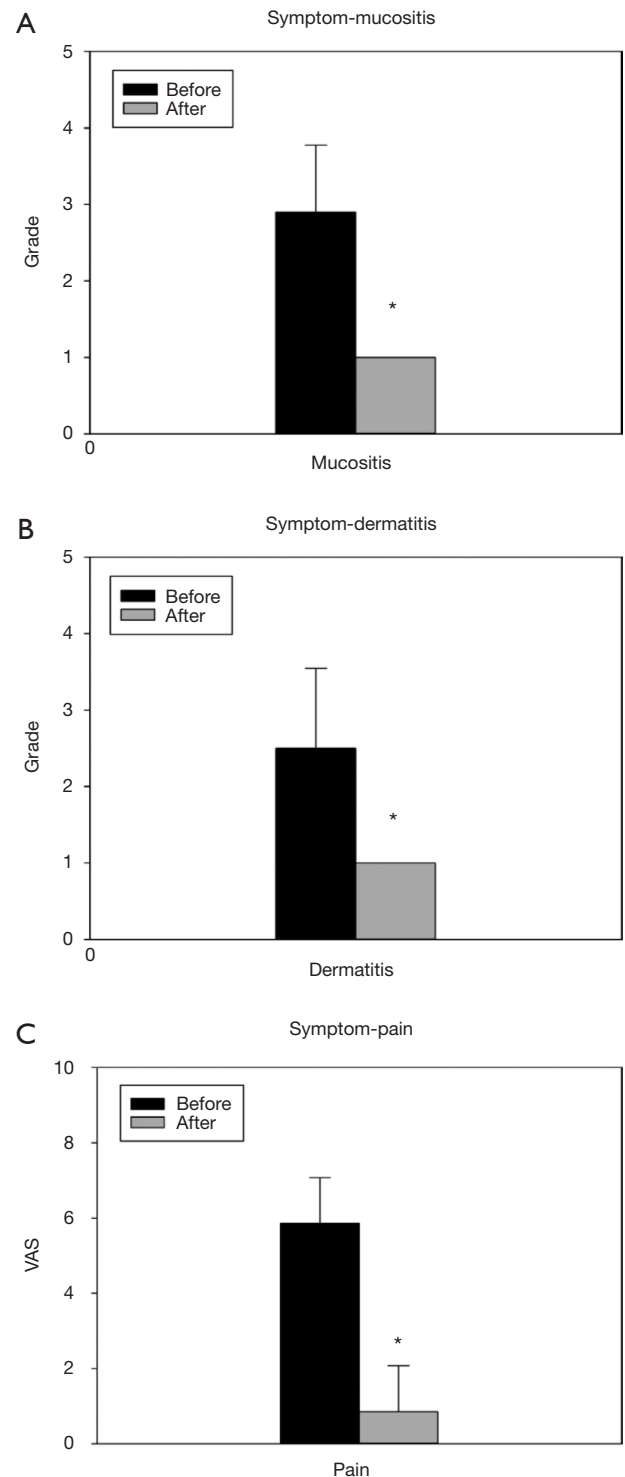 A
Symptom-mucositis
5
Before
After
4
3
Grade
2
*
1
0
0
Mucositis
B
Symptom-dermatitis
5
Before
After
4
3
Grade
2
*
1
0
0
Dermatitis
C
Symptom-pain
10
Before
After
8
6
VAS
4
*
2
0
Pain